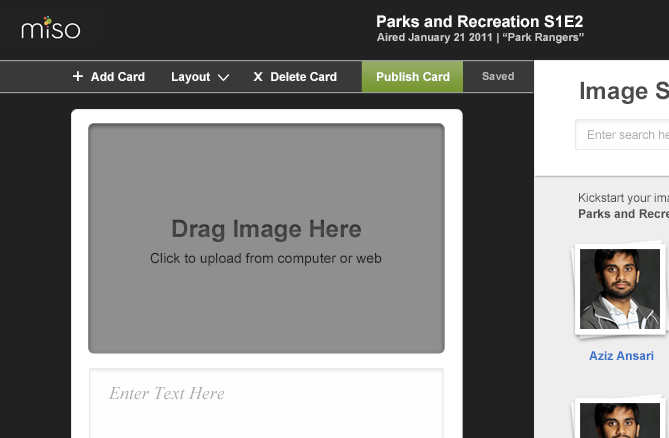 miso
Parks and Recreation S1E2
Aired January 21 2011 | “Park Rangers”
+ Add Card
Layout
X Delete Card
Publish Card
Saved
Drag Image Here
Click to upload from computer or web
Enter Text Here
Image S
Enter search he
Kickstart your ima
Parks and Recre
Aziz Ansari